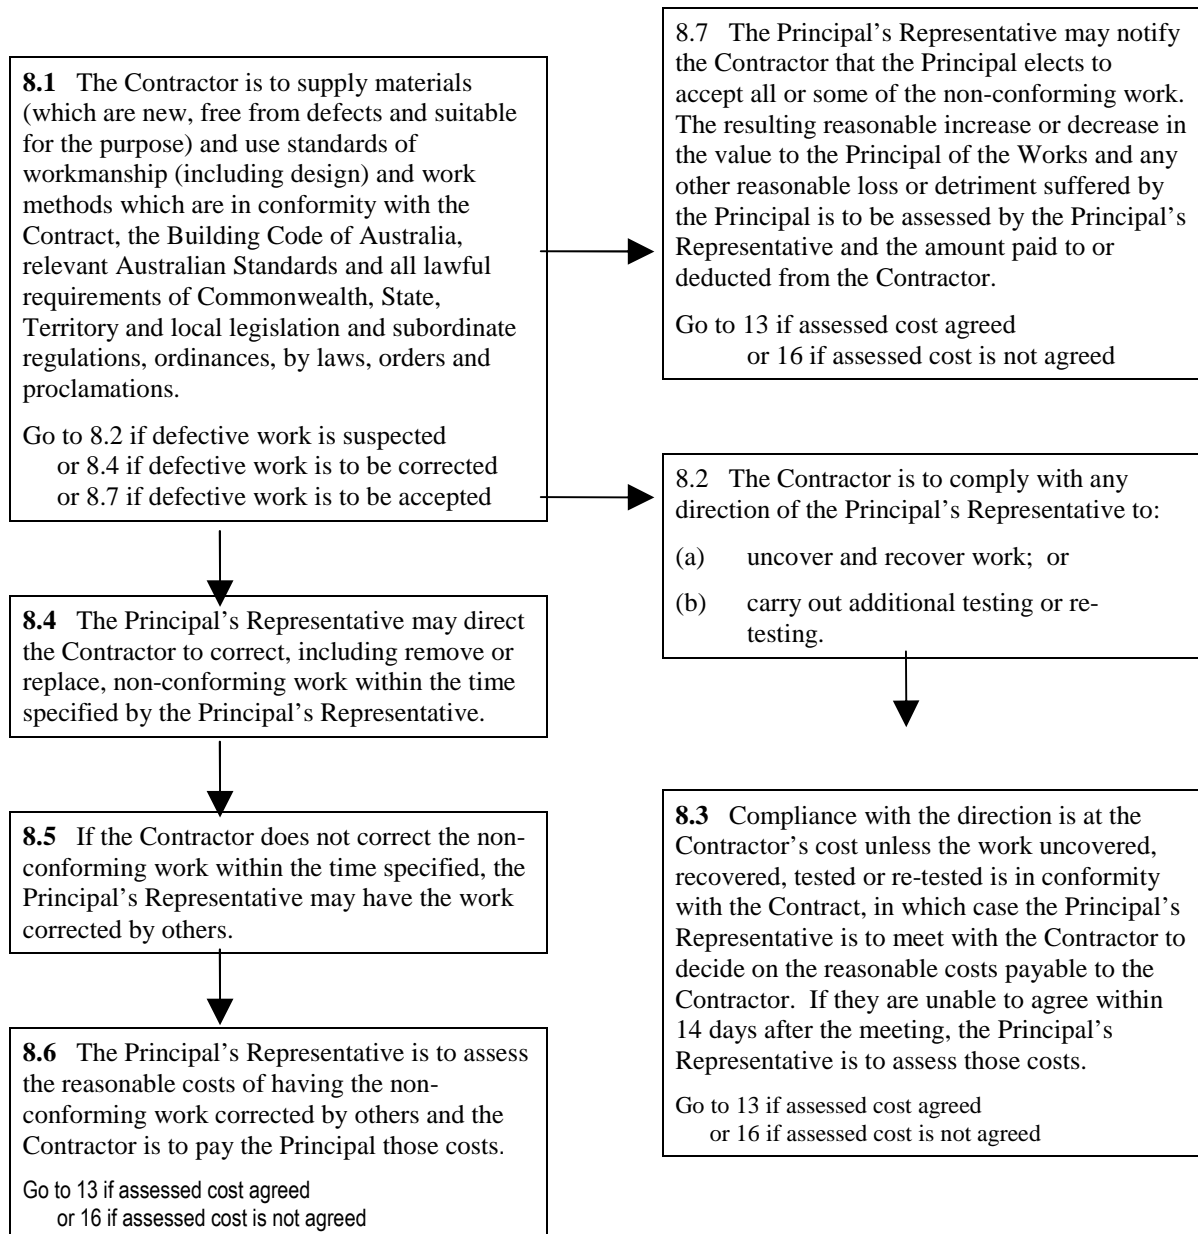 8.1 The Contractor is to supply materials
(which are new, free from defects and suitable
for the purpose) and use standards of
workmanship (including design) and work
methods which are in conformity with the
Contract, the Building Code of Australia,
relevant Australian Standards and all lawful
requirements of Commonwealth, State,
Territory and local legislation and subordinate
regulations, ordinances, by laws, orders and
proclamations.
Go to 8.2 if defective work is suspected
or 8.4 if defective work is to be corrected
or 8.7 if defective work is to be accepted
8.4 The Principal’s Representative may direct
the Contractor to correct, including remove or
replace, non-conforming work within the time
specified by the Principal’s Representative.
8.5 If the Contractor does not correct the non-
conforming work within the time specified, the
Principal’s Representative may have the work
corrected by others.
8.6 The Principal’s Representative is to assess
the reasonable costs of having the non-
conforming work corrected by others and the
Contractor is to pay the Principal those costs.
Go to 13 if assessed cost agreed
or 16 if assessed cost is not agreed
8.7 The Principal’s Representative may notify
the Contractor that the Principal elects to
accept all or some of the non-conforming work.
The resulting reasonable increase or decrease in
the value to the Principal of the Works and any
other reasonable loss or detriment suffered by
the Principal is to be assessed by the Principal’s
Representative and the amount paid to or
deducted from the Contractor.
Go to 13 if assessed cost agreed
or 16 if assessed cost is not agreed
8.2 The Contractor is to comply with any
direction of the Principal’s Representative to:
(a) uncover and recover work; or
(b) carry out additional testing or re-
testing.
8.3 Compliance with the direction is at the
Contractor’s cost unless the work uncovered,
recovered, tested or re-tested is in conformity
with the Contract, in which case the Principal’s
Representative is to meet with the Contractor to
decide on the reasonable costs payable to the
Contractor. If they are unable to agree within
14 days after the meeting, the Principal’s
Representative is to assess those costs.
Go to 13 if assessed cost agreed
or 16 if assessed cost is not agreed